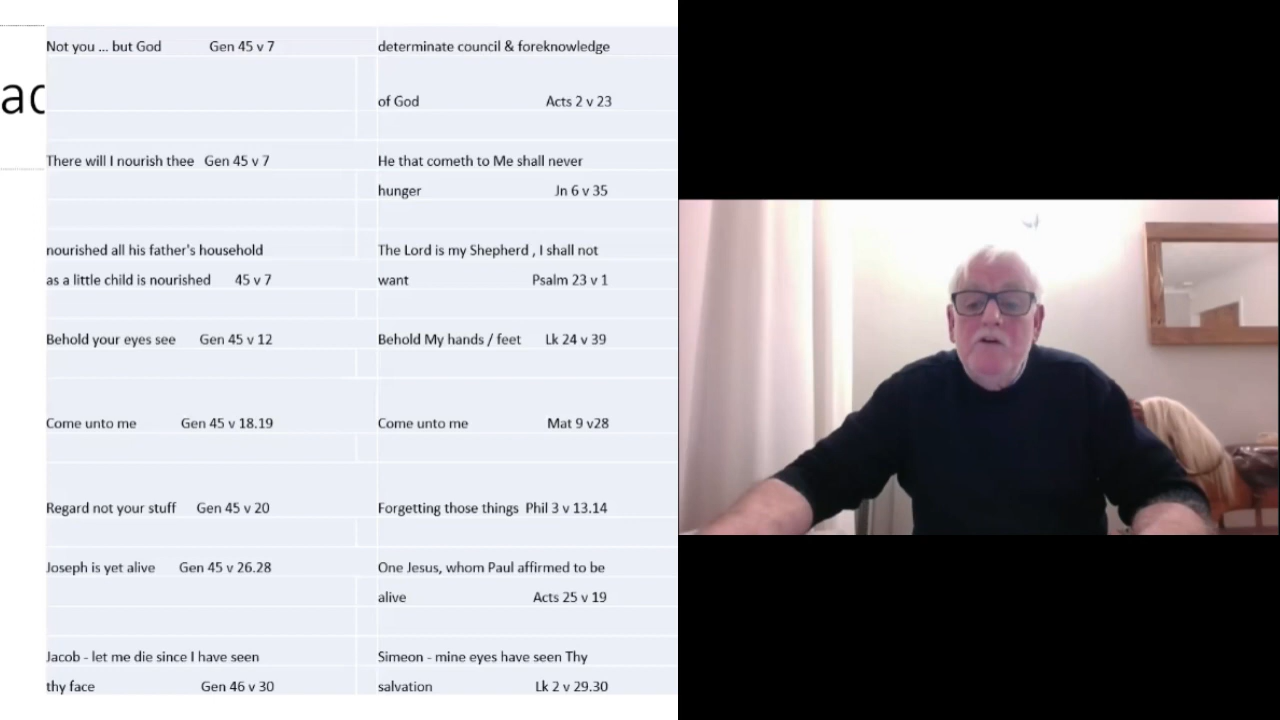 Not you ... but God Gen 45 v 7 determinate council & foreknowledge
ac
of God Acts 2 v 23
There will I nourish thee Gen 45 v 7 He that cometh to Me shall never
hunger Jn 6 v 35
nourished all his father's household The Lord is my Shepherd , I shall not
as a little child is nourished 45 v 7 want Psalm 23 v 1
Behold your eyes see Gen 45 v 12 Behold My hands / feet Lk 24 v 39
Come unto me Gen 45 v 18.19 Come unto me Mat 9 v28
Regard not your stuff Gen 45 v 20 Forgetting those things Phil 3 v 13.14
Joseph is yet alive Gen 45 v 26.28 One Jesus, whom Paul affirmed to be
alive Acts 25 v 19
Jacob - let me die since I have seen Simeon - mine eyes have seen Thy
thy face Gen 46 v 30 salvation Lk 2 v 29.30